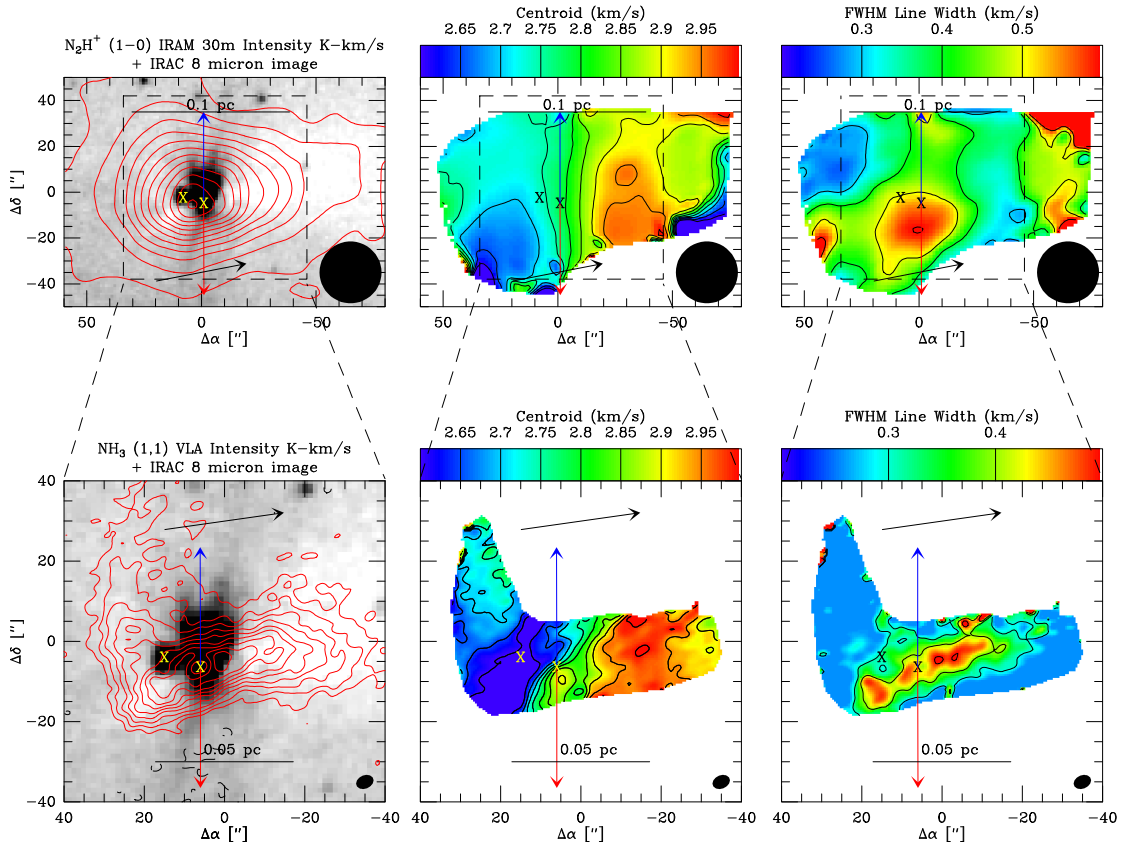 N₂H⁺ (1−0) IRAM 30m Intensity K−km/s
+ IRAC 8 micron image
Centroid (km/s)
2.65 2.7 2.75 2.8 2.85 2.9 2.95
FWHM Line Width (km/s)
0.3 0.4 0.5
0.1 pc
0.1 pc
0.1 pc
X X
X X
X X
40
20
0
−20
−40
Δδ [″]
50 0 −50
50 0 −50
50 0 −50
Δα [″]
Δα [″]
Δα [″]
NH₃ (1,1) VLA Intensity K−km/s
+ IRAC 8 micron image
Centroid (km/s)
2.65 2.7 2.75 2.8 2.85 2.9 2.95
FWHM Line Width (km/s)
0.3 0.4
X X
X X
X X
0.05 pc
0.05 pc
0.05 pc
40
20
0
−20
−40
Δδ [″]
40 20 0 −20 −40
40 20 0 −20 −40
40 20 0 −20 −40
Δα [″]
Δα [″]
Δα [″]